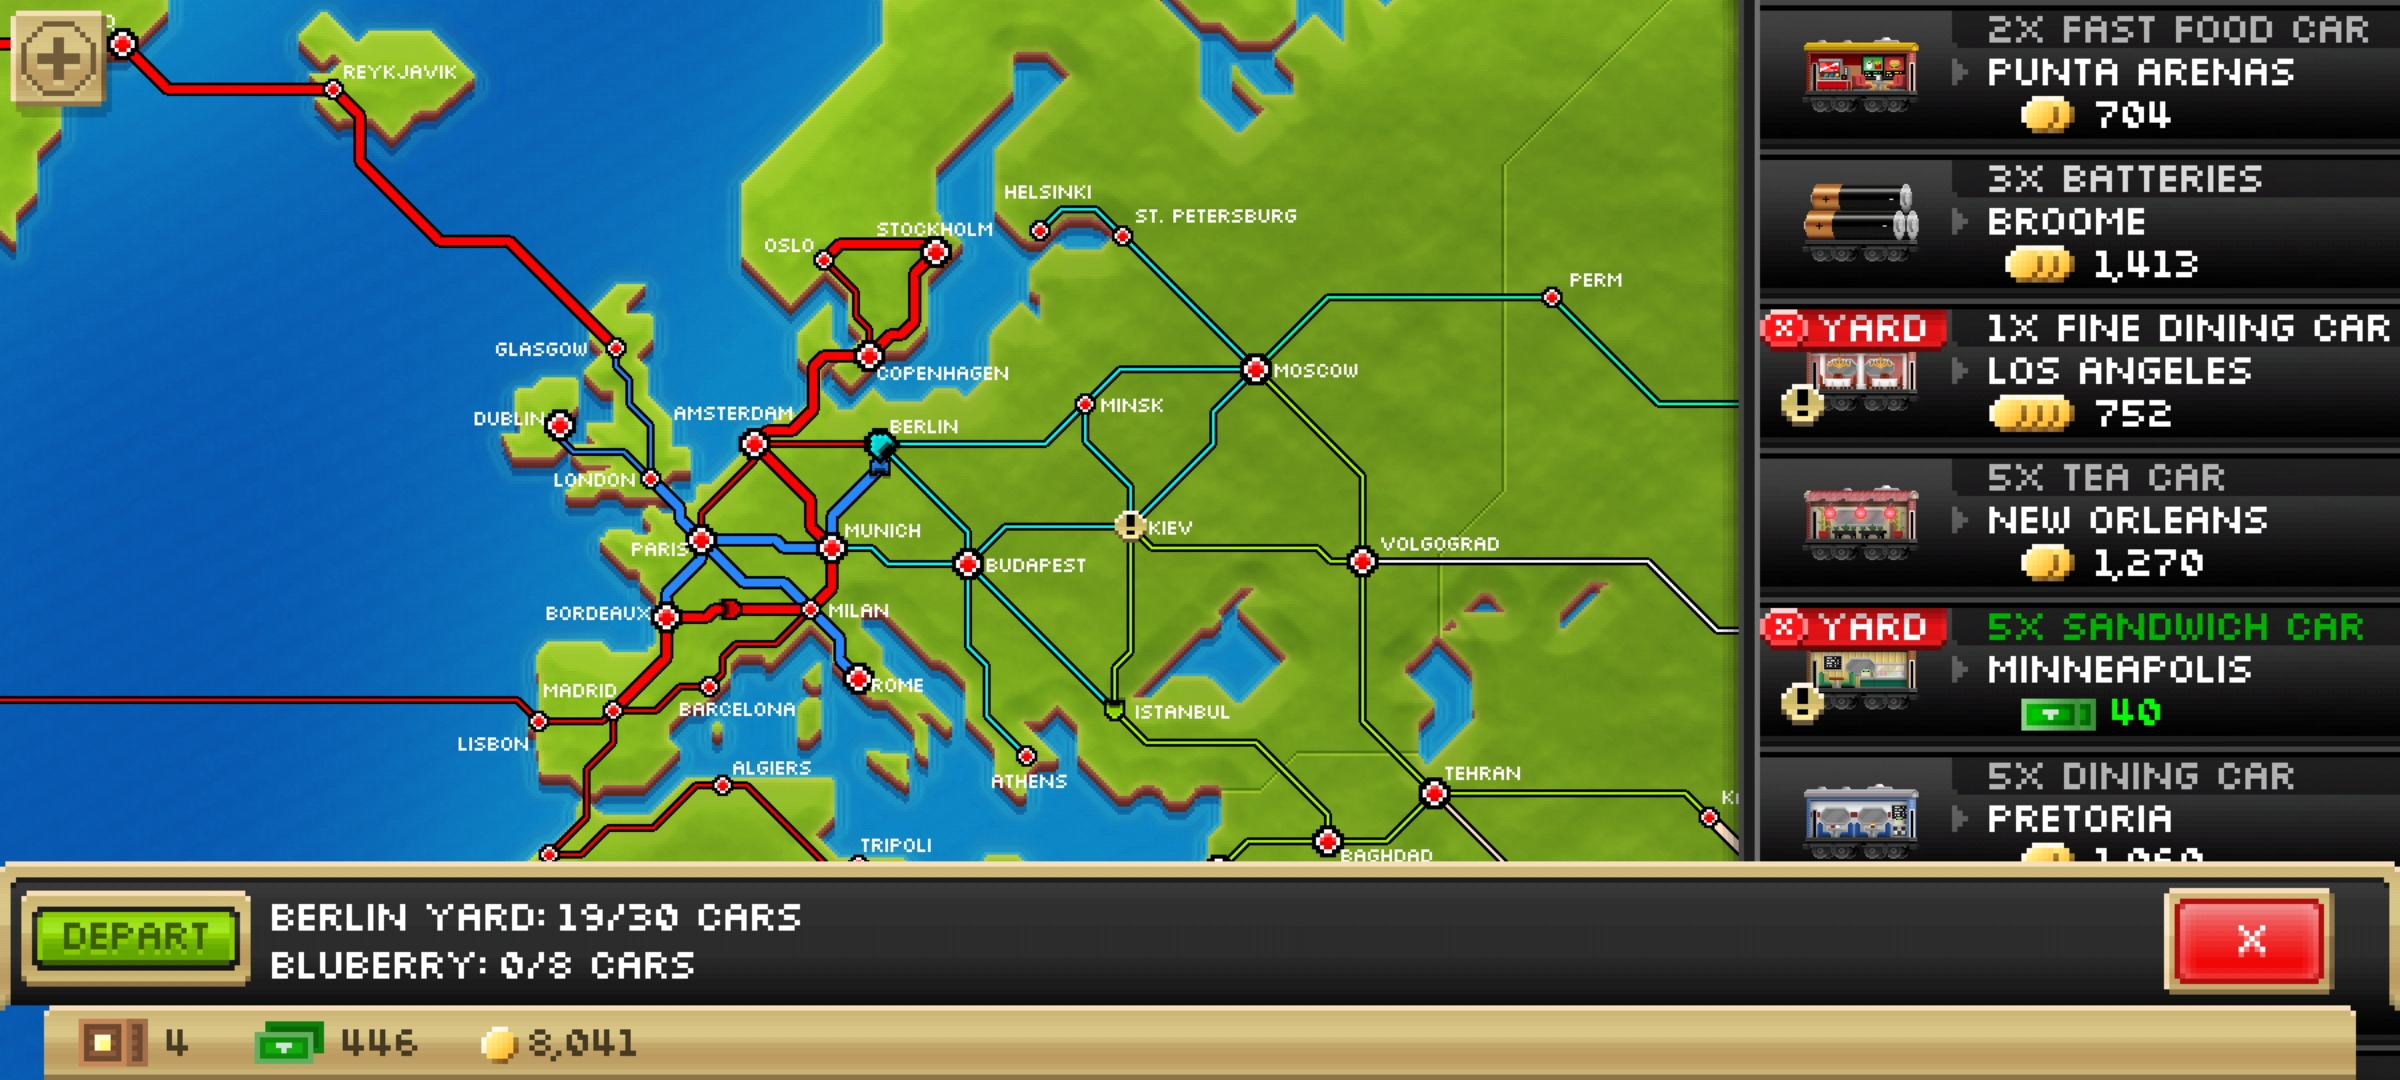 REYKJAVIK
HELSINKI
ST. PETERSBURG
STOCKHOLM
OSLO
PERM
GLASGOW
COPENHAGEN
MOSCOW
DUBLIN
AMSTERDAM
BERLIN
MINSK
LONDON
PARIS
MUNICH
BUDAPEST
KIEV
VOLGOGRAD
BORDEAUX
MILAN
MADRID
ROME
BARCELONA
ISTANBUL
LISBON
ALGIERS
ATHENS
TEHRAN
TRIPOLI
BAGHDAD
2X FAST FOOD CAR
PUNTA ARENAS
704
3X BATTERIES
BROOME
1,413
YARD
1X FINE DINING CAR
LOS ANGELES
752
5X TEA CAR
NEW ORLEANS
1,270
YARD
5X SANDWICH CAR
MINNEAPOLIS
40
5X DINING CAR
PRETORIA
DEPART
BERLIN YARD: 19/30 CARS
BLUBERRY: 0/8 CARS
X
4
446
8,041